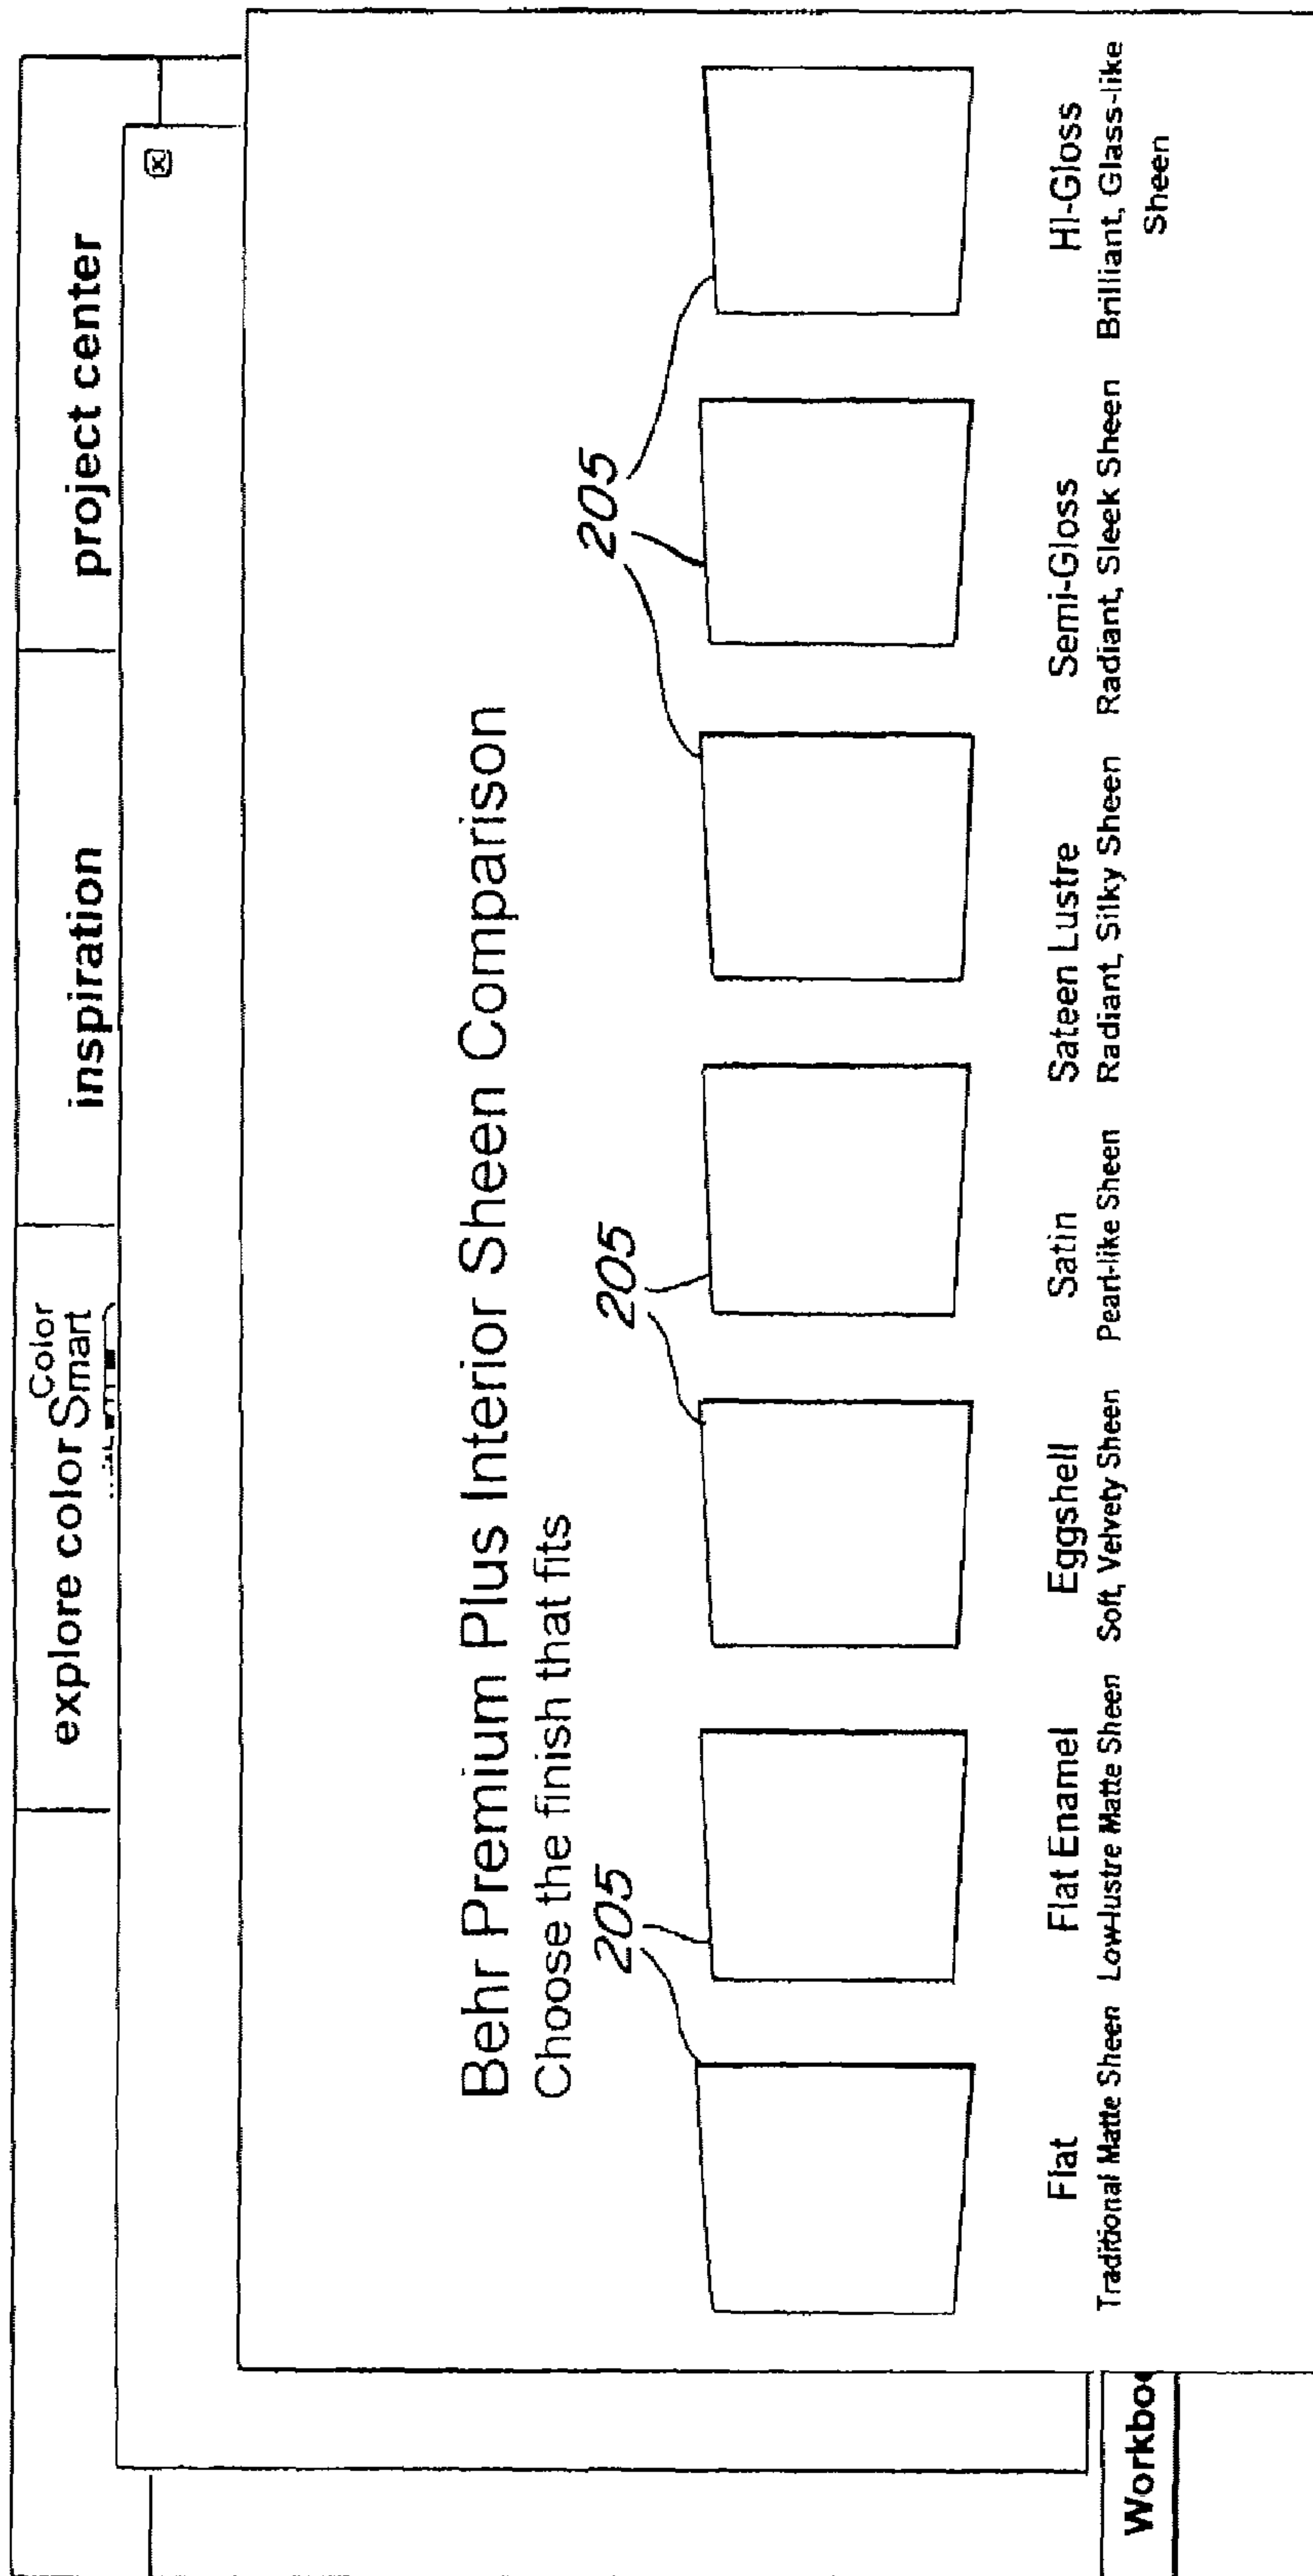 Color
explore color Smart
inspiration
project center
x
Behr Premium Plus Interior Sheen Comparison
Choose the finish that fits
205
205
205
Flat
Traditional Matte Sheen
Flat Enamel
Low-lustre Matte Sheen
Eggshell
Soft, Velvety Sheen
Satin
Pearl-like Sheen
Sateen Lustre
Radiant, Silky Sheen
Semi-Gloss
Radiant, Sleek Sheen
Hi-Gloss
Brilliant, Glass-like
Sheen